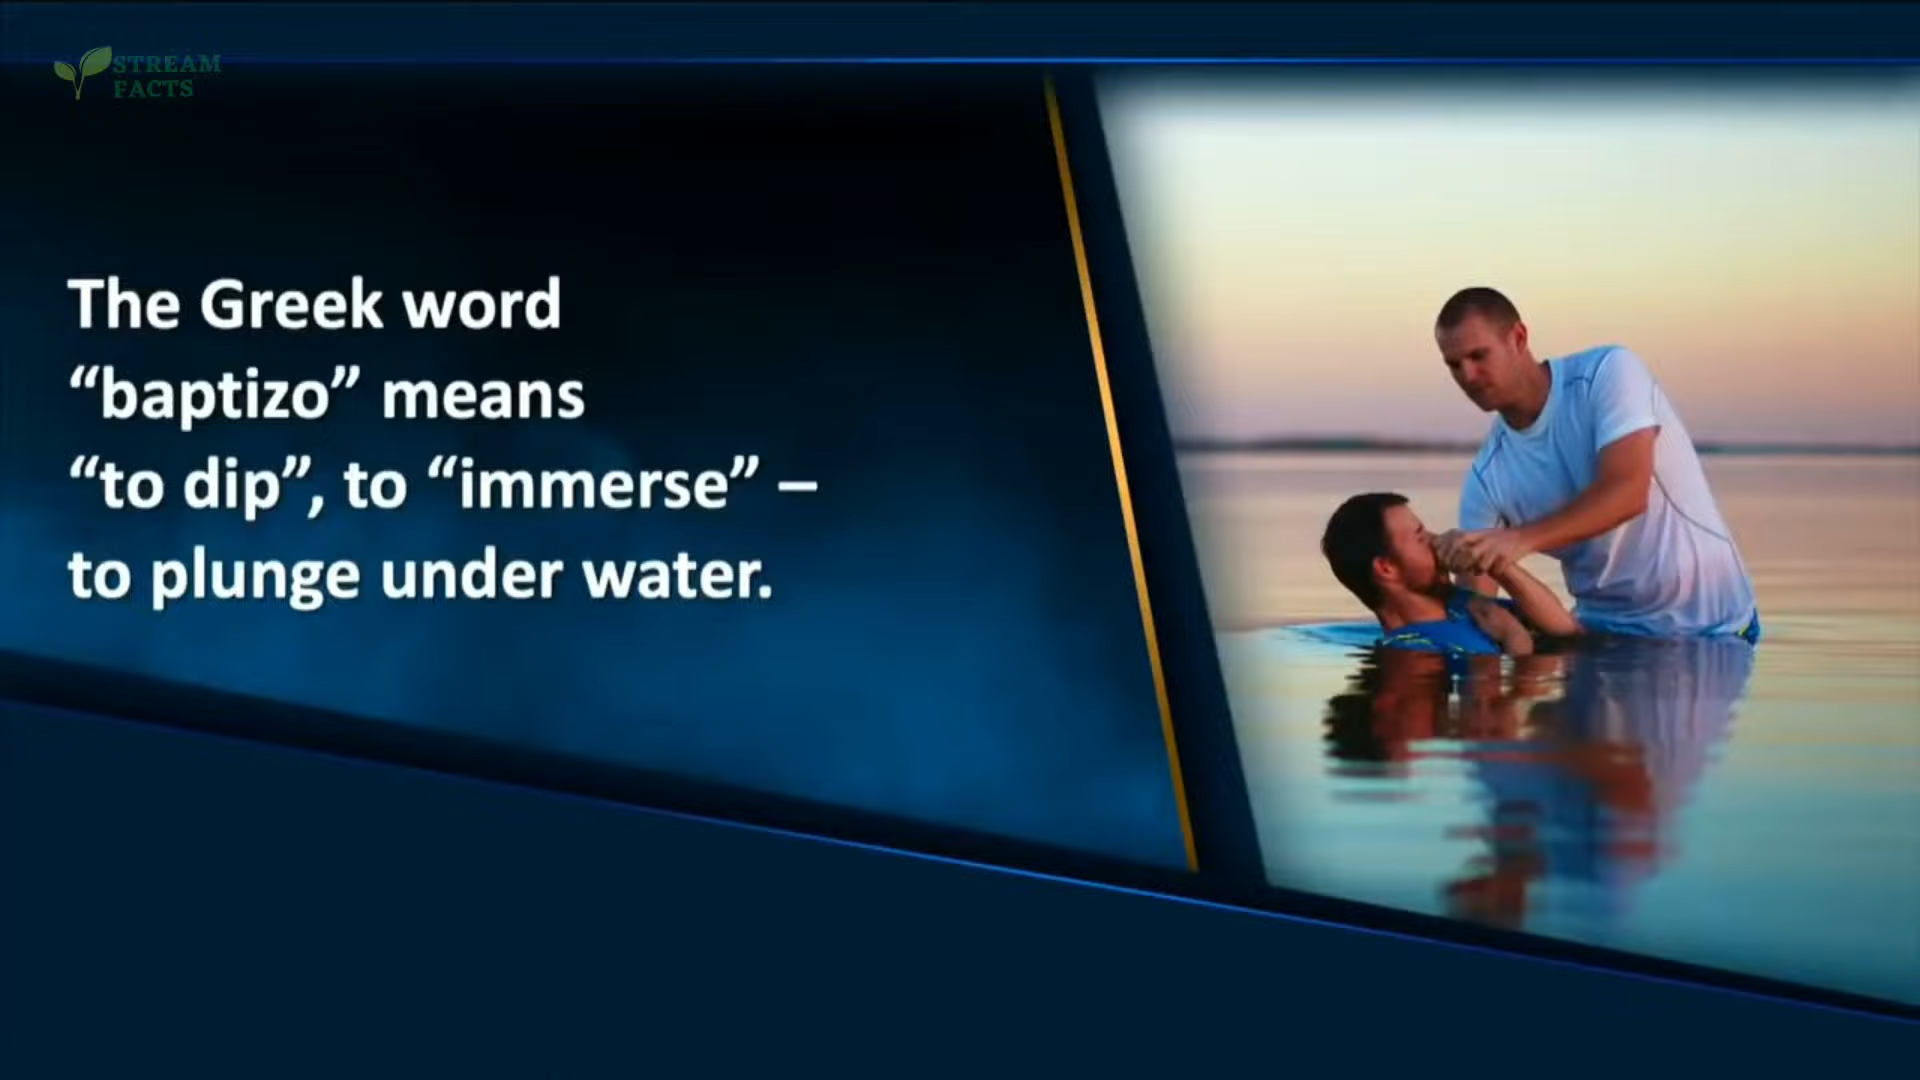 STREAM
FACTS
The Greek word
“baptizo” means
“to dip”, to “immerse” –
to plunge under water.